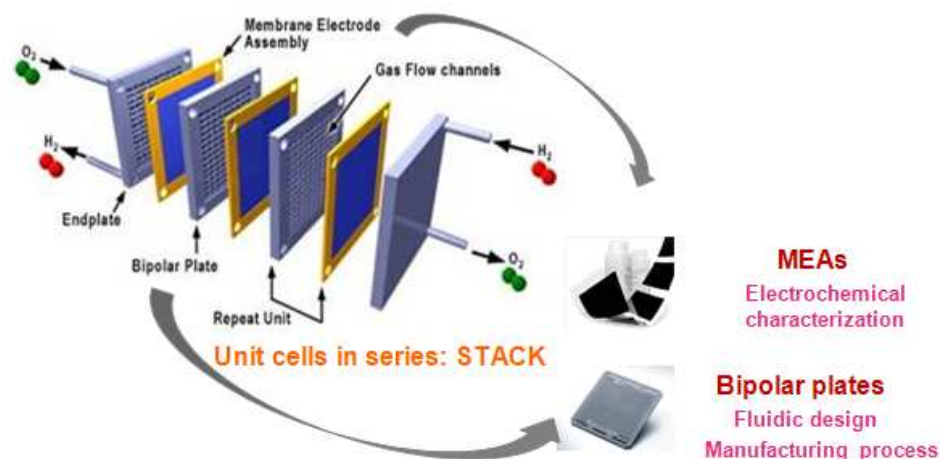 Membrane Electrode
Assembly
O2
Gas Flow channels
H2
H2
Endplate
Bipolar Plate
O2
Repeat Unit
Unit cells in series: STACK
MEAs
Electrochemical
characterization
Bipolar plates
Fluidic design
Manufacturing process